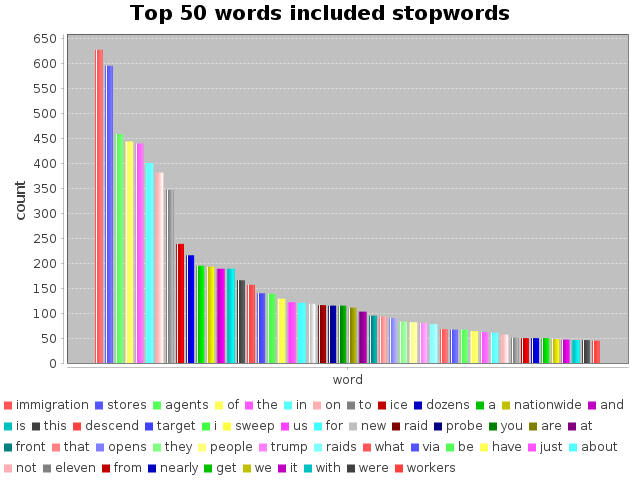 Top 50 words included stopwords
650
600
550
500
450
400
350
300
250
200
150
100
50
0
count
word
immigration stores agents of the in on to ice dozens a nationwide and
is this descend target i sweep us for new raid probe you are at
front that opens they people trump raids what via be have just about
not eleven from nearly get we it with were workers